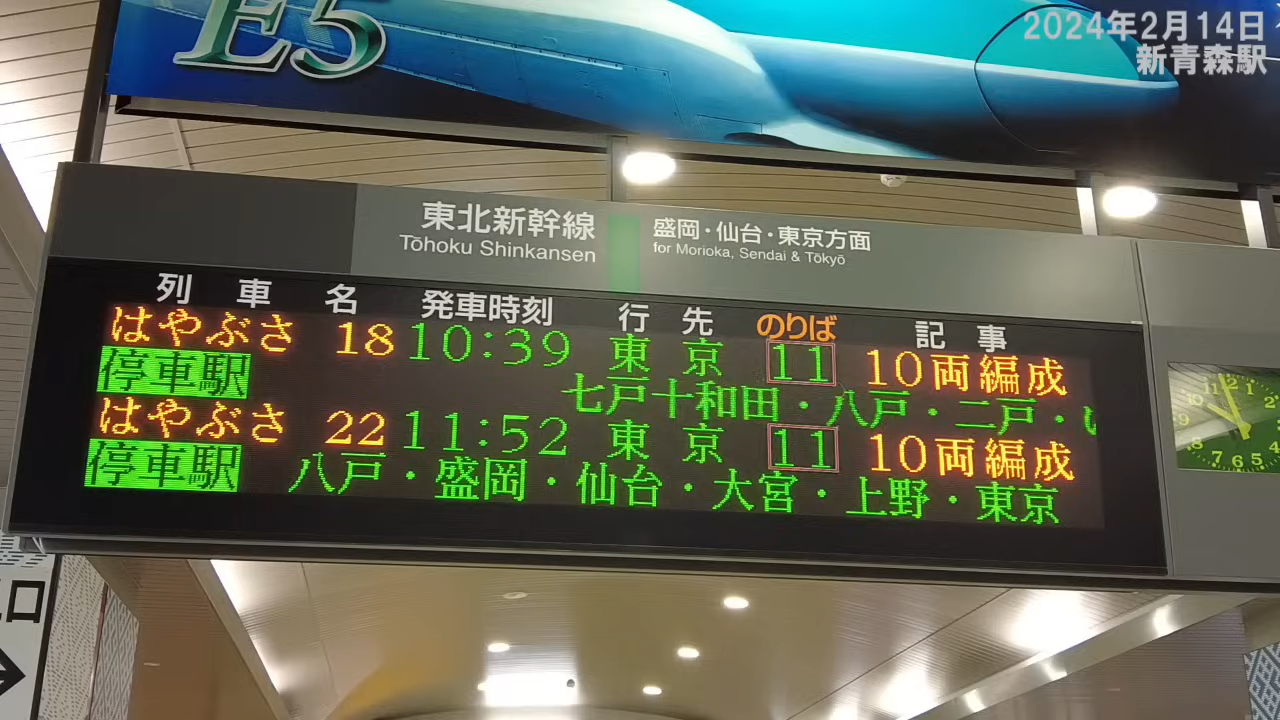 E5
2024年2月14日
新青森駅
東北新幹線
Tōhoku Shinkansen
盛岡・仙台・東京方面
for Morioka, Sendai & Tōkyō
列車名 発車時刻 行先 のりば 記事
はやぶさ 18 10:39 東京 11 10両編成
停車駅 七戸十和田・八戸・二戸・い
はやぶさ 22 11:52 東京 11 10両編成
停車駅 八戸・盛岡・仙台・大宮・上野・東京
口